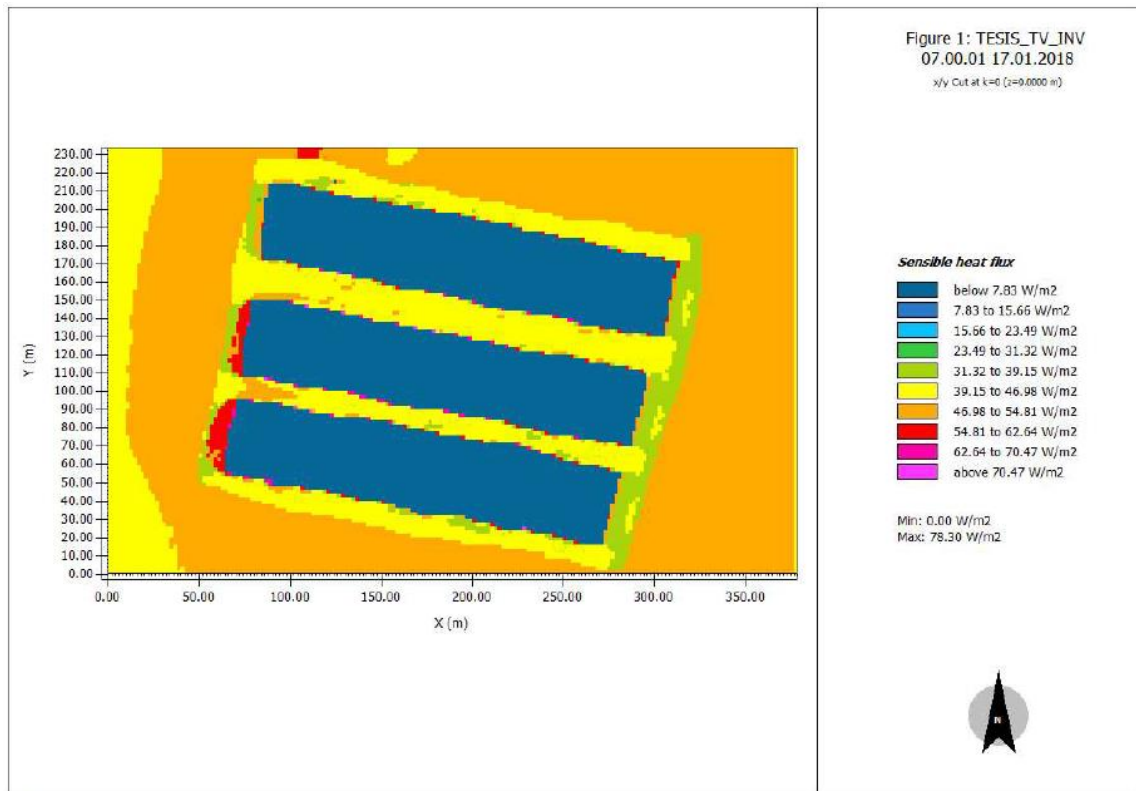 Figure 1: TESIS_TV_INV
07.00.01 17.01.2018
x/y Cut at k=0 (z=0.0000 m)
230.00
220.00
210.00
200.00
190.00
180.00
170.00
160.00
150.00
140.00
130.00
120.00
110.00
100.00
90.00
80.00
70.00
60.00
50.00
40.00
30.00
20.00
10.00
0.00
Y (m)
0.00 50.00 100.00 150.00 200.00 250.00 300.00 350.00
X (m)
Sensible heat flux
below 7.83 W/m2
7.83 to 15.66 W/m2
15.66 to 23.49 W/m2
23.49 to 31.32 W/m2
31.32 to 39.15 W/m2
39.15 to 46.98 W/m2
46.98 to 54.81 W/m2
54.81 to 62.64 W/m2
62.64 to 70.47 W/m2
above 70.47 W/m2
Min: 0.00 W/m2
Max: 78.30 W/m2
N